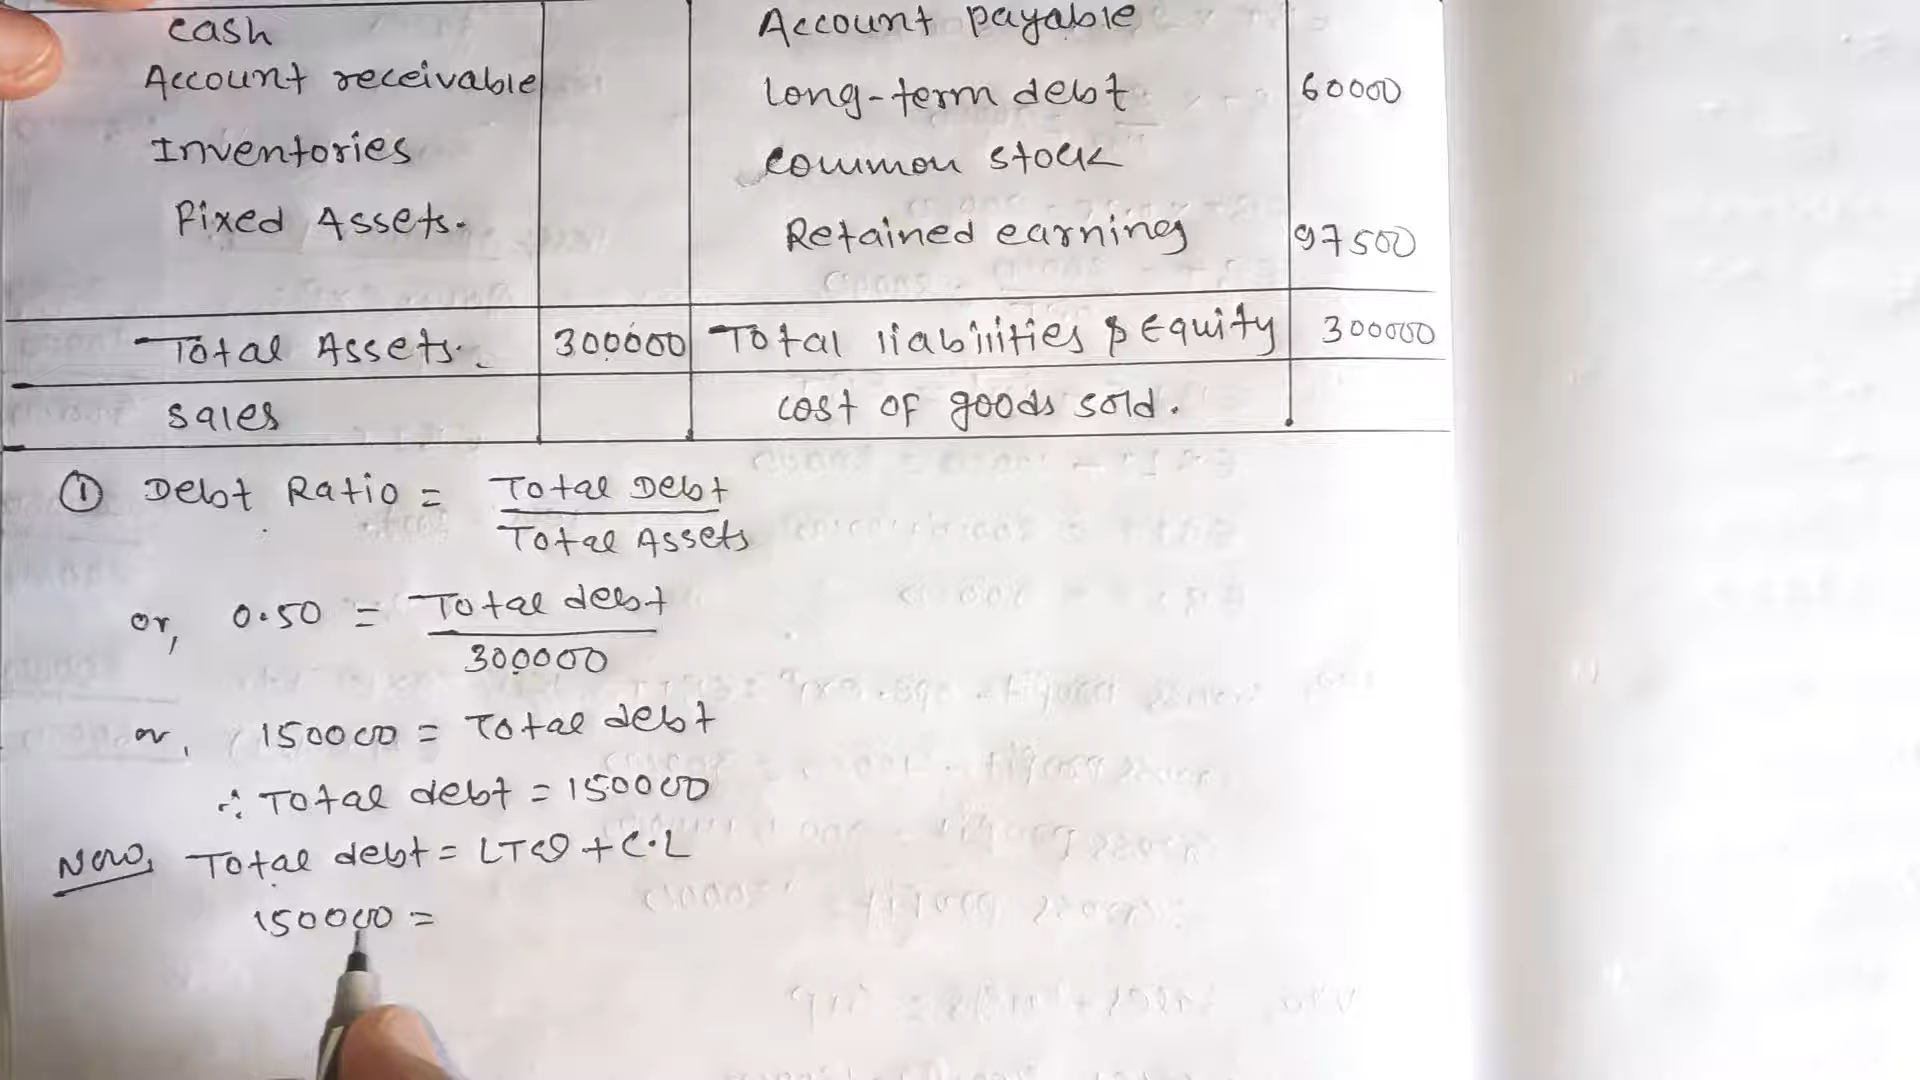 cash Account payable
Account receivable long-term debt 60000
Inventories common stock
Fixed Assets. Retained earning 97500
Total Assets. 300000 Total liabilities & Equity 300000
sales cost of goods sold.
① Debt Ratio = Total Debt
Total Assets
or, 0.50 = Total debt
300000
or, 150000 = Total debt
∴ Total debt = 150000
Now, Total debt = LTD + C.L
150000 =